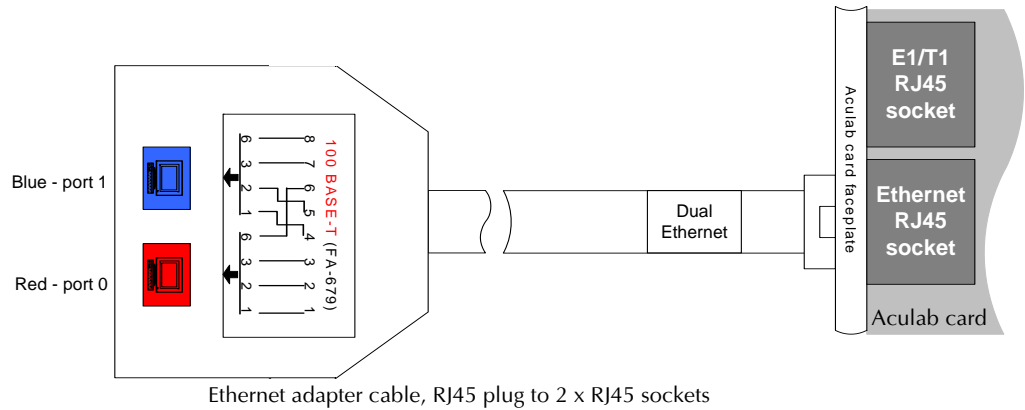 E1/T1
RJ45
socket
Aculab card faceplate
Ethernet
RJ45
socket
Aculab card
Dual
Ethernet
Blue - port 1
Red - port 0
6 8
3 7
2 6
1 5
6 4
3 3
2 2
1 1
100 BASE-T (FA-679)
Ethernet adapter cable, RJ45 plug to 2 x RJ45 sockets